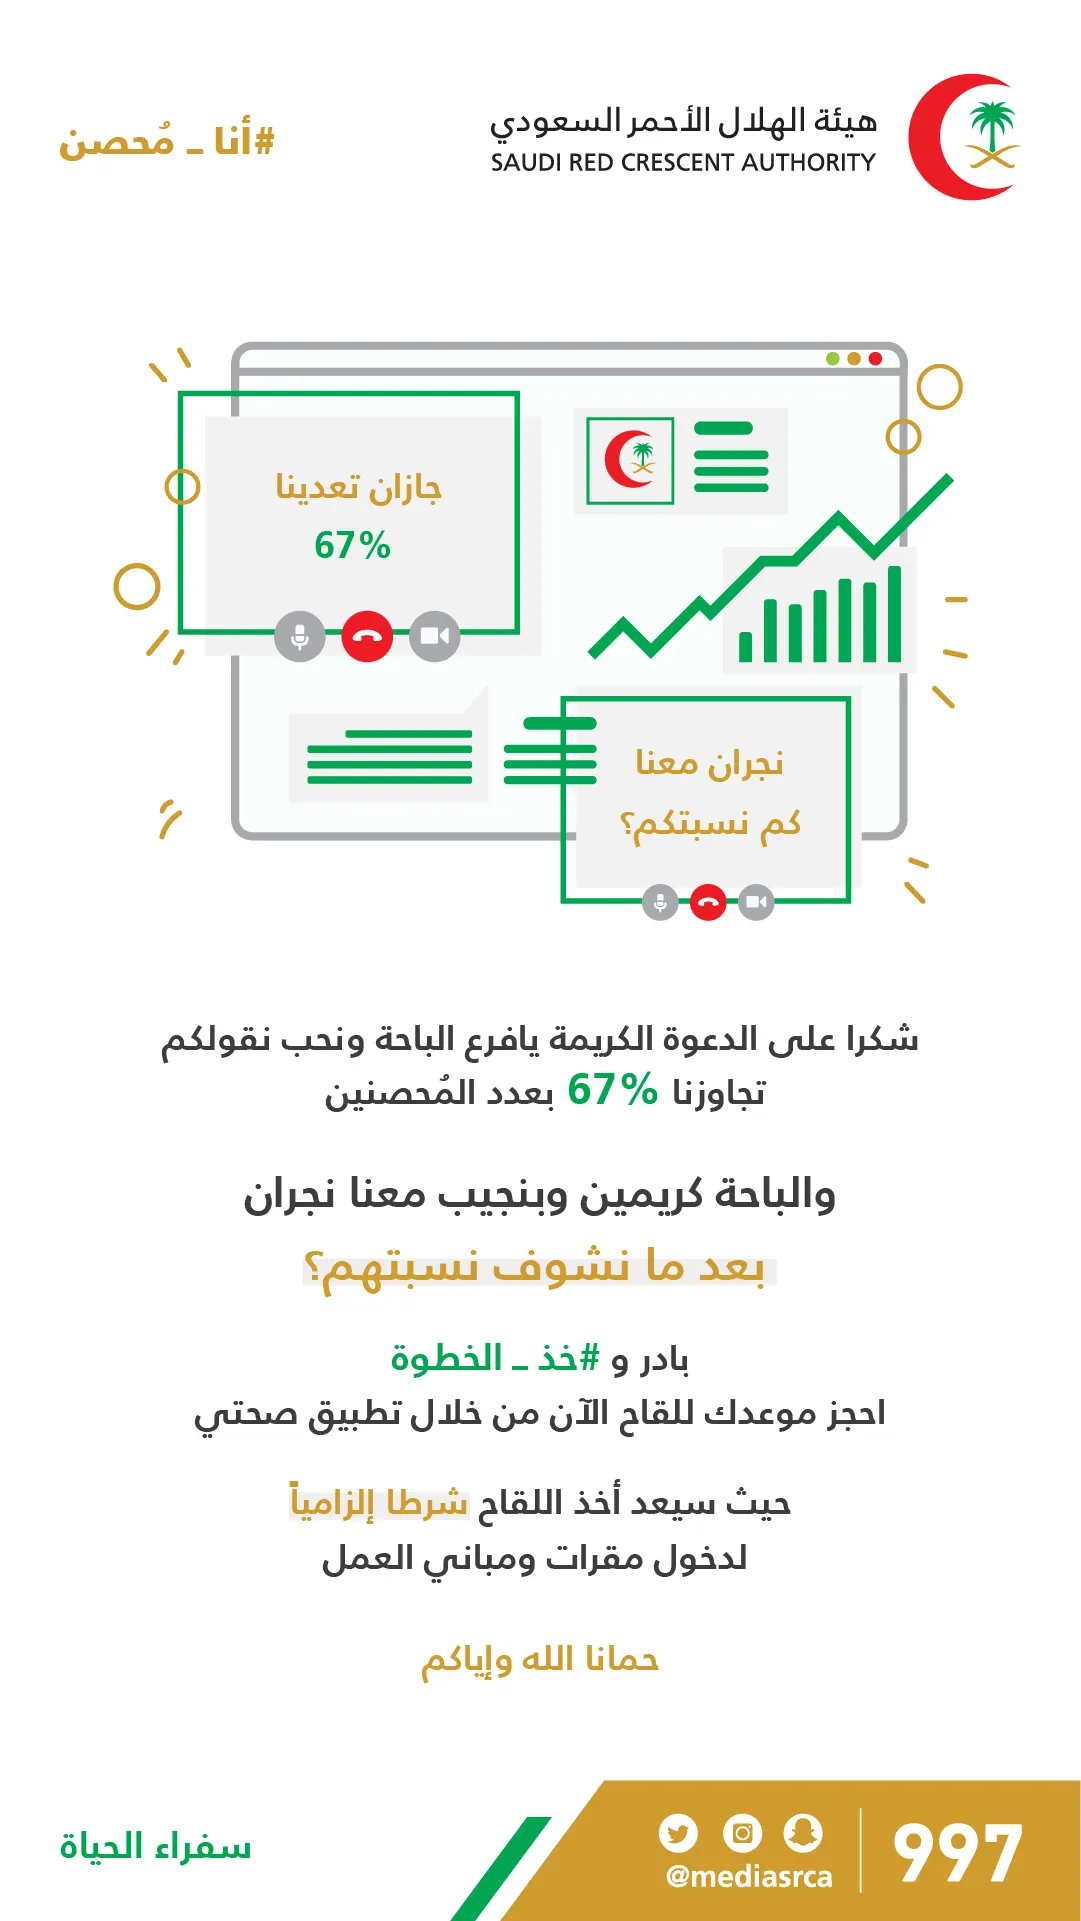 هيئة الهلال الأحمر السعودي
SAUDI RED CRESCENT AUTHORITY
#أنا ـ مُحصن
جازان تعدينا
67%
نجران معنا
كم نسبتكم؟
شكرا على الدعوة الكريمة يافرع الباحة ونحب نقولكم
تجاوزنا 67% بعدد المُحصنين
والباحة كريمين وبنجيب معنا نجران
بعد ما نشوف نسبتهم؟
بادر و #خذ ـ الخطوة
احجز موعدك للقاح الآن من خلال تطبيق صحتي
حيث سيعد أخذ اللقاح شرطا إلزامياً
لدخول مقرات ومباني العمل
حمانا الله وإياكم
997
@mediasrca
سفراء الحياة